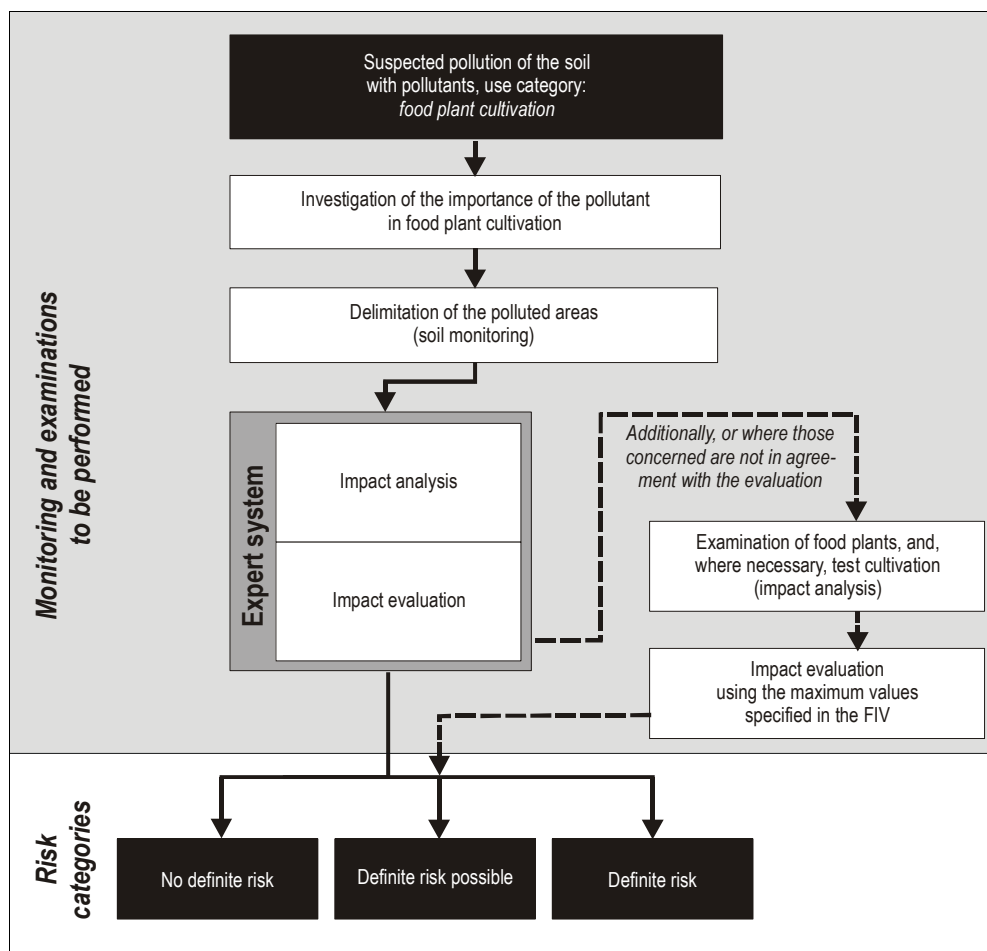 Suspected pollution of the soil
with pollutants, use category:
food plant cultivation
Investigation of the importance of the pollutant
in food plant cultivation
Delimitation of the polluted areas
(soil monitoring)
Monitoring and examinations
to be performed
Expert system
Impact analysis
Impact evaluation
Additionally, or where those
concerned are not in agree-
ment with the evaluation
Examination of food plants, and,
where necessary, test cultivation
(impact analysis)
Impact evaluation
using the maximum values
specified in the FIV
Risk
categories
No definite risk
Definite risk possible
Definite risk